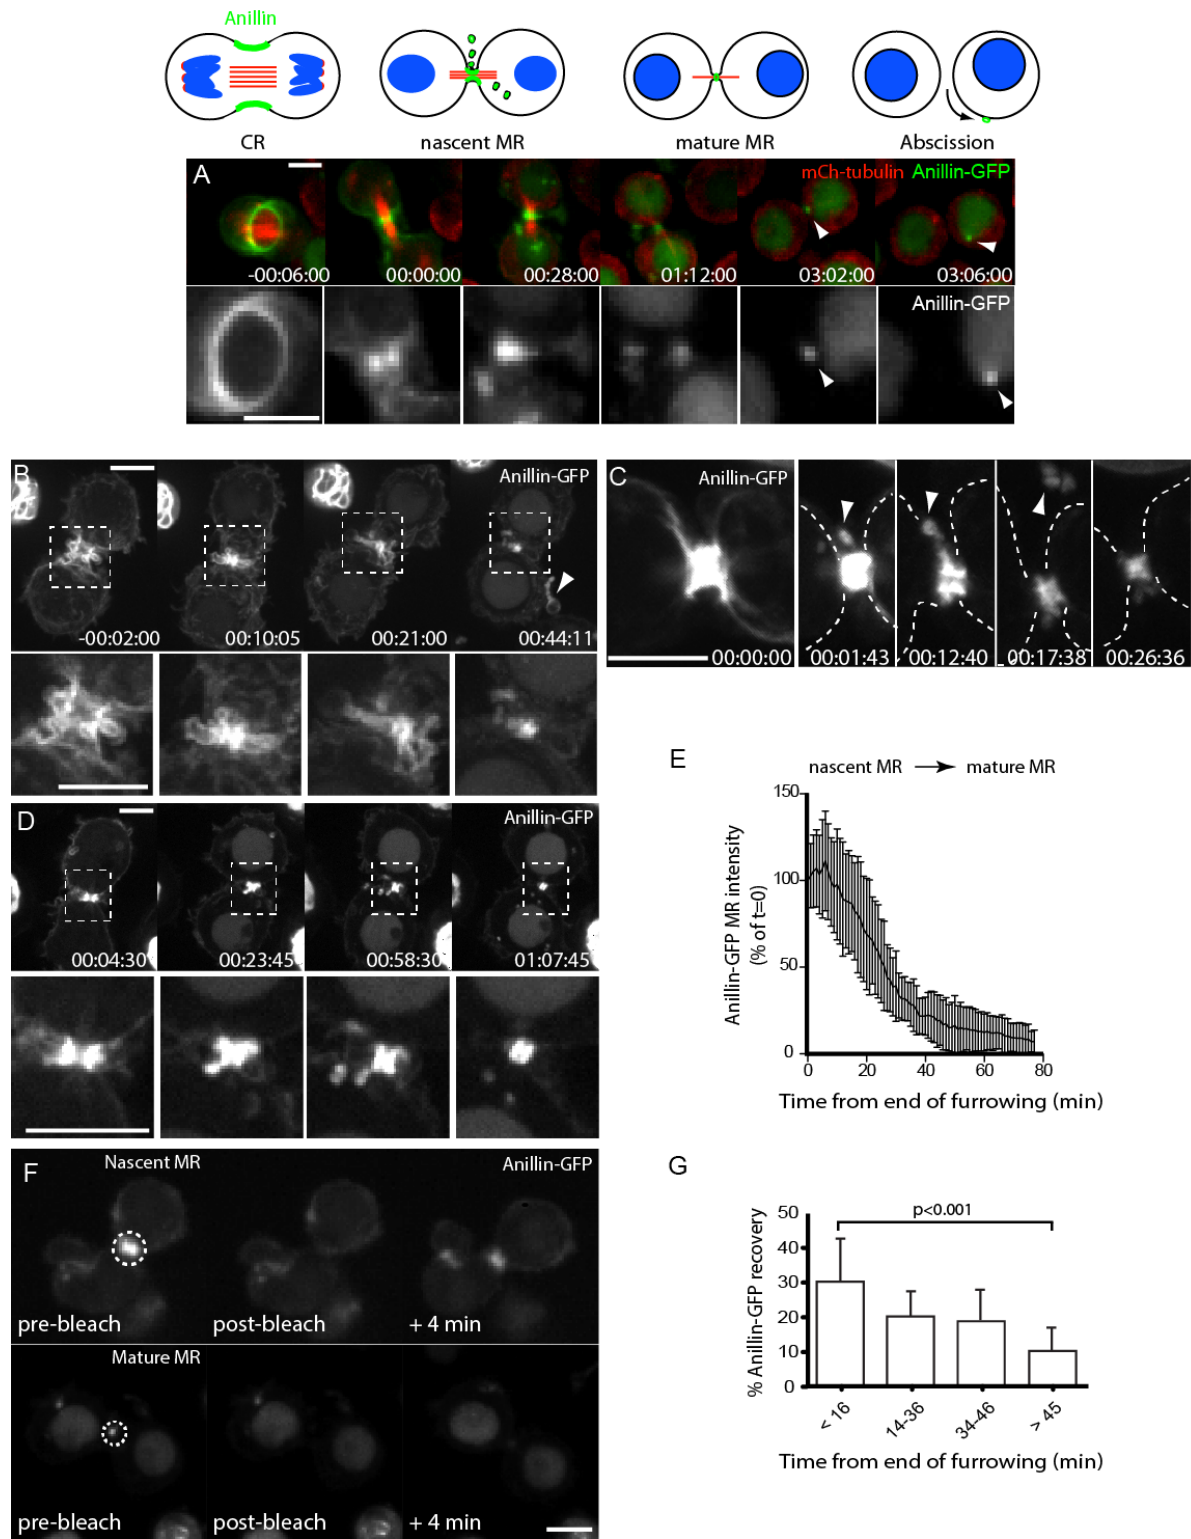 Anillin
CR
nascent MR
mature MR
Abscission
A
mCh-tubulin Anillin-GFP
-00:06:00
00:00:00
00:28:00
01:12:00
03:02:00
03:06:00
Anillin-GFP
B
Anillin-GFP
-00:02:00
00:10:05
00:21:00
00:44:11
C
Anillin-GFP
00:00:00
00:01:43
00:12:40
00:17:38
00:26:36
D
Anillin-GFP
00:04:30
00:23:45
00:58:30
01:07:45
E
nascent MR
mature MR
Anillin-GFP MR intensity
(% of t=0)
150
100
50
0
0
20
40
60
80
Time from end of furrowing (min)
F
Nascent MR
Anillin-GFP
pre-bleach
post-bleach
+ 4 min
Mature MR
pre-bleach
post-bleach
+ 4 min
G
% Anillin-GFP recovery
50
40
30
20
10
0
p<0.001
< 16
14-36
34-46
> 45
Time from end of furrowing (min)